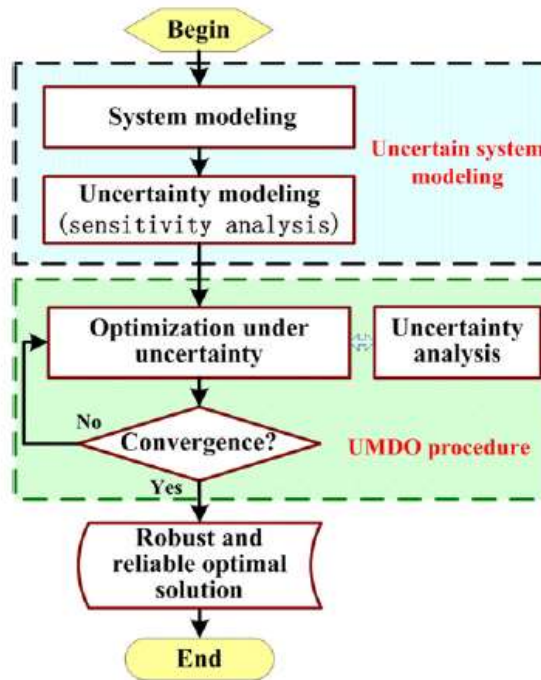 Begin
System modeling
Uncertain system
modeling
Uncertainty modeling
(sensitivity analysis)
Optimization under
uncertainty
Uncertainty
analysis
No
Convergence?
UMDO procedure
Yes
Robust and
reliable optimal
solution
End